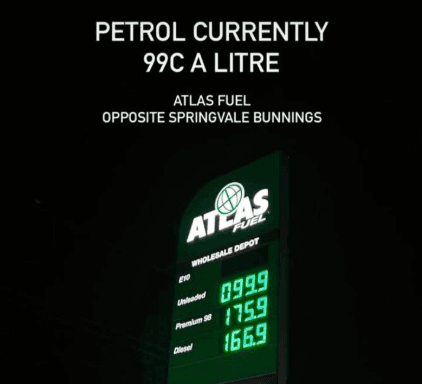 PETROL CURRENTLY
99C A LITRE
ATLAS FUEL
OPPOSITE SPRINGVALE BUNNINGS
ATLAS
FUEL
WHOLESALE DEPOT
E10
Unleaded 099.9
Premium 98 175.9
Diesel 166.9